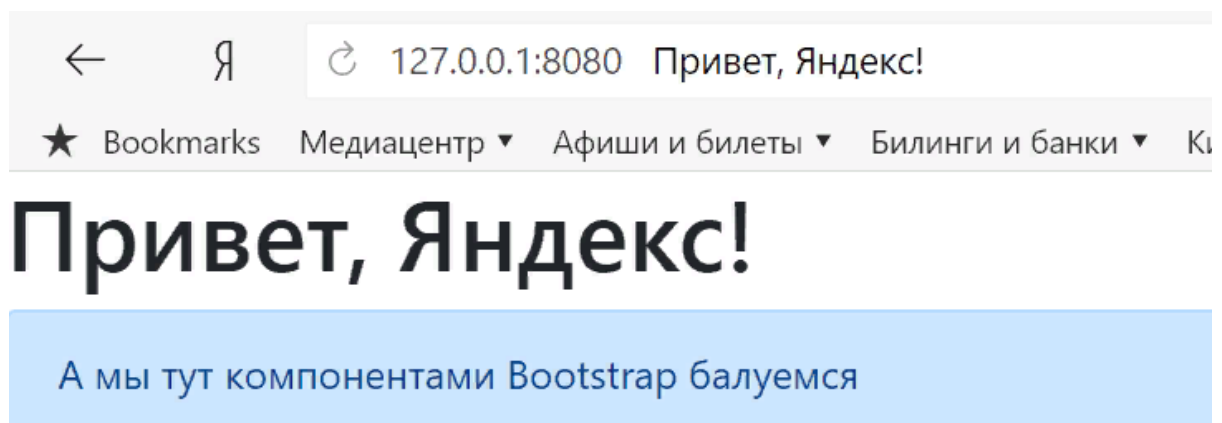 Я 127.0.0.1:8080 Привет, Яндекс!
Bookmarks Медиацентр ▼ Афиши и билеты ▼ Билинги и банки ▼
Привет, Яндекс!
А мы тут компонентами Bootstrap балуемся